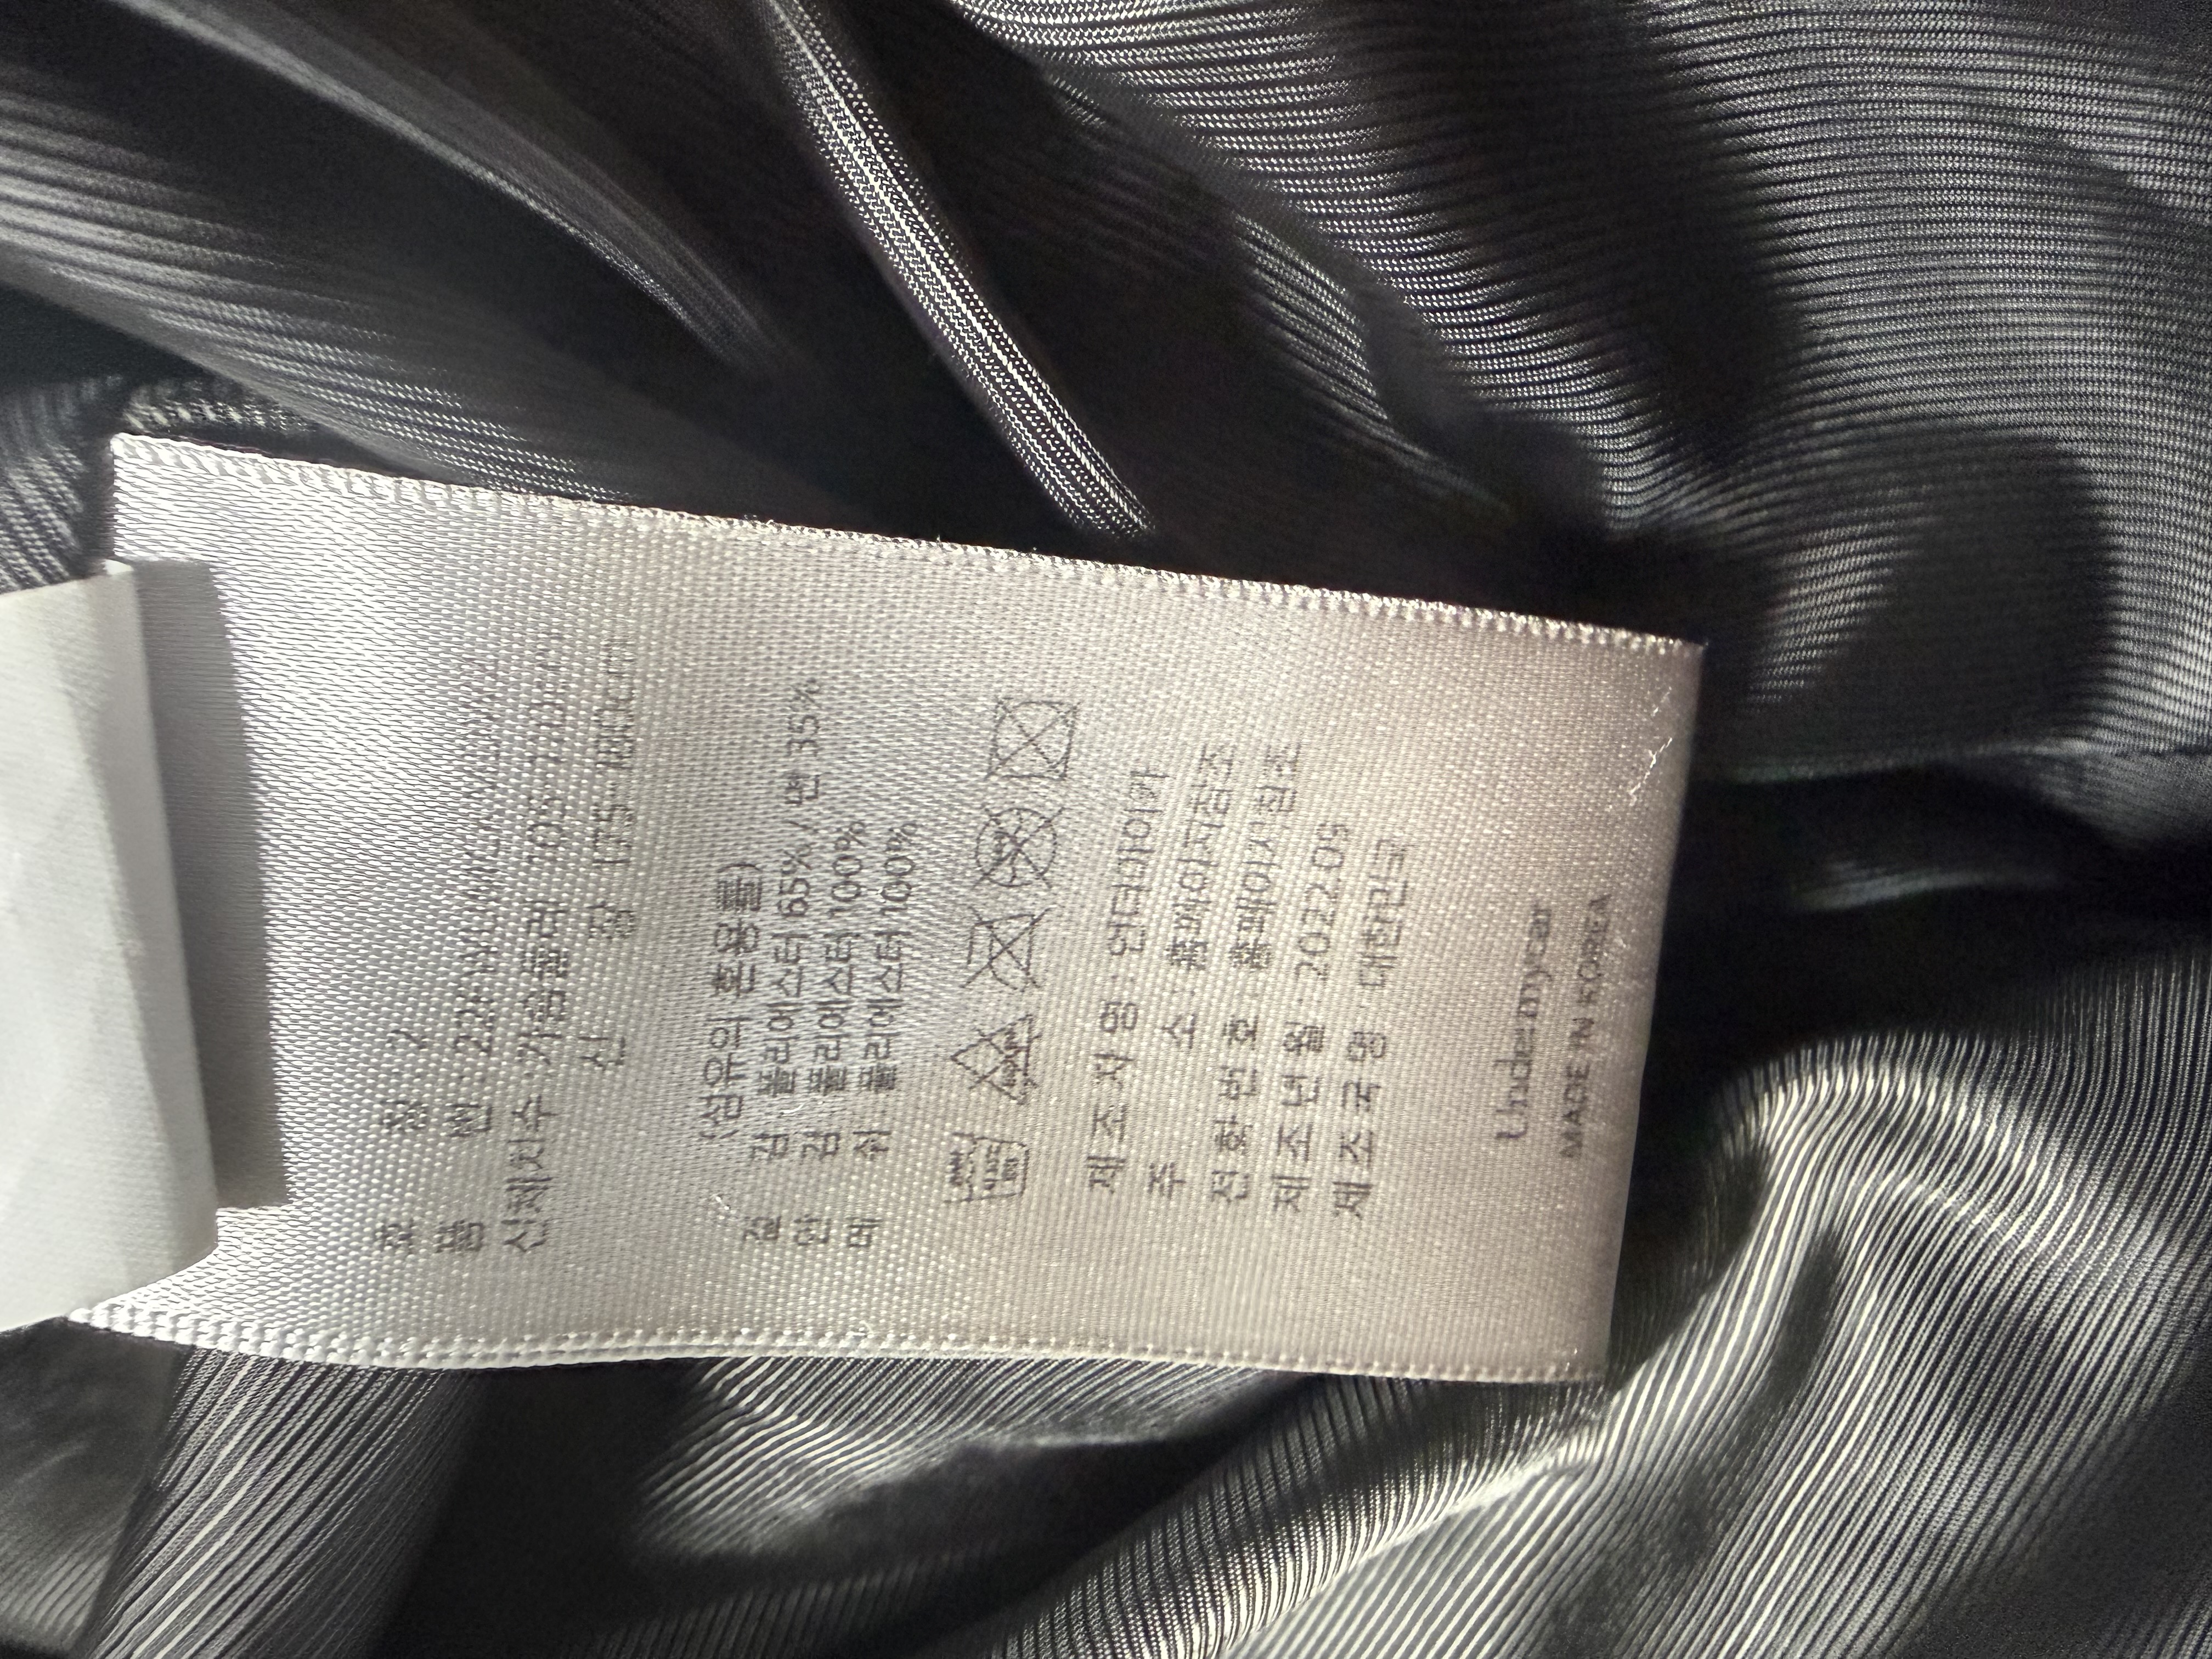 호 칭
품 번 : 22FW
신체치수 : 가슴둘레 105
신 장 175
(섬유의 혼용률)
겉 감 : 폴리에스터 65% / 면 35%
안 감 : 폴리에스터 100%
메 쉬 : 폴리에스터 100%
제 조 자 명 : 언더마이카
주 소 : 홈페이지참조
전 화 번 호 : 홈페이지참조
제 조 년 월 : 2022.09
제 조 국 명 : 대한민국
Undermycar
MADE IN KOREA